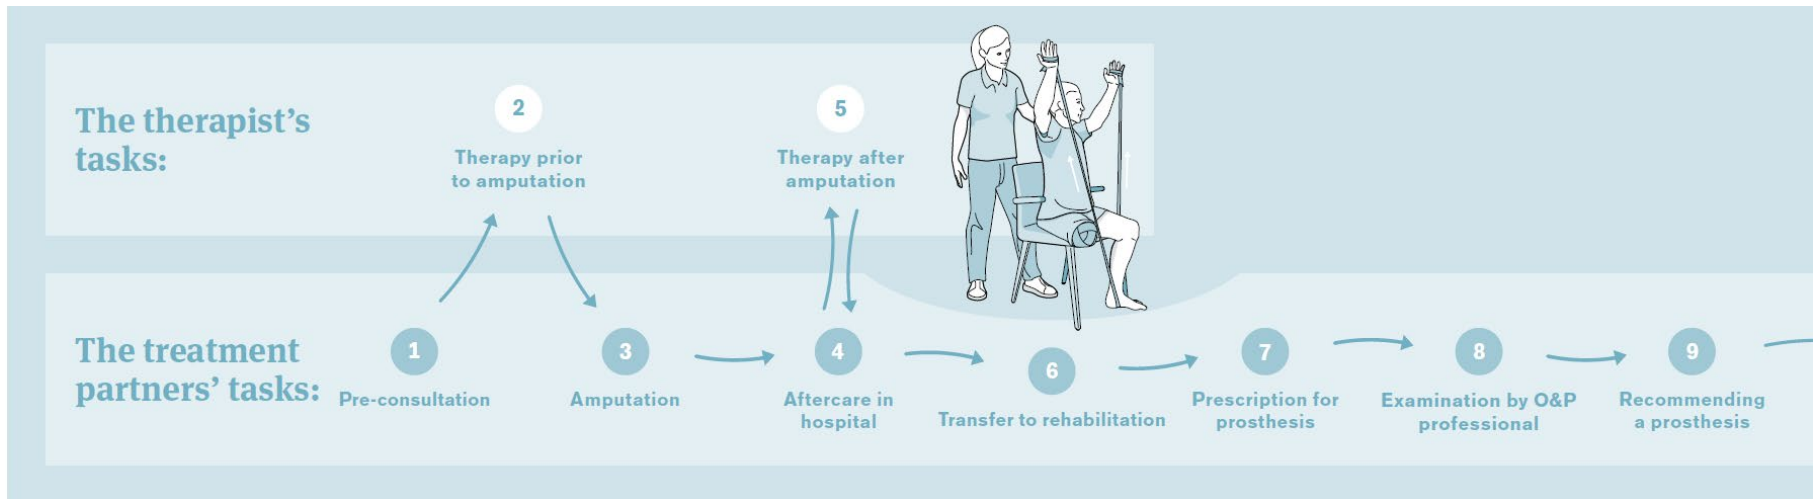 The therapist's
tasks:
2
Therapy prior
to amputation
5
Therapy after
amputation
The treatment
partners' tasks:
1
Pre-consultation
3
Amputation
4
Aftercare in
hospital
6
Transfer to rehabilitation
7
Prescription for
prosthesis
8
Examination by O&P
professional
9
Recommending
a prosthesis